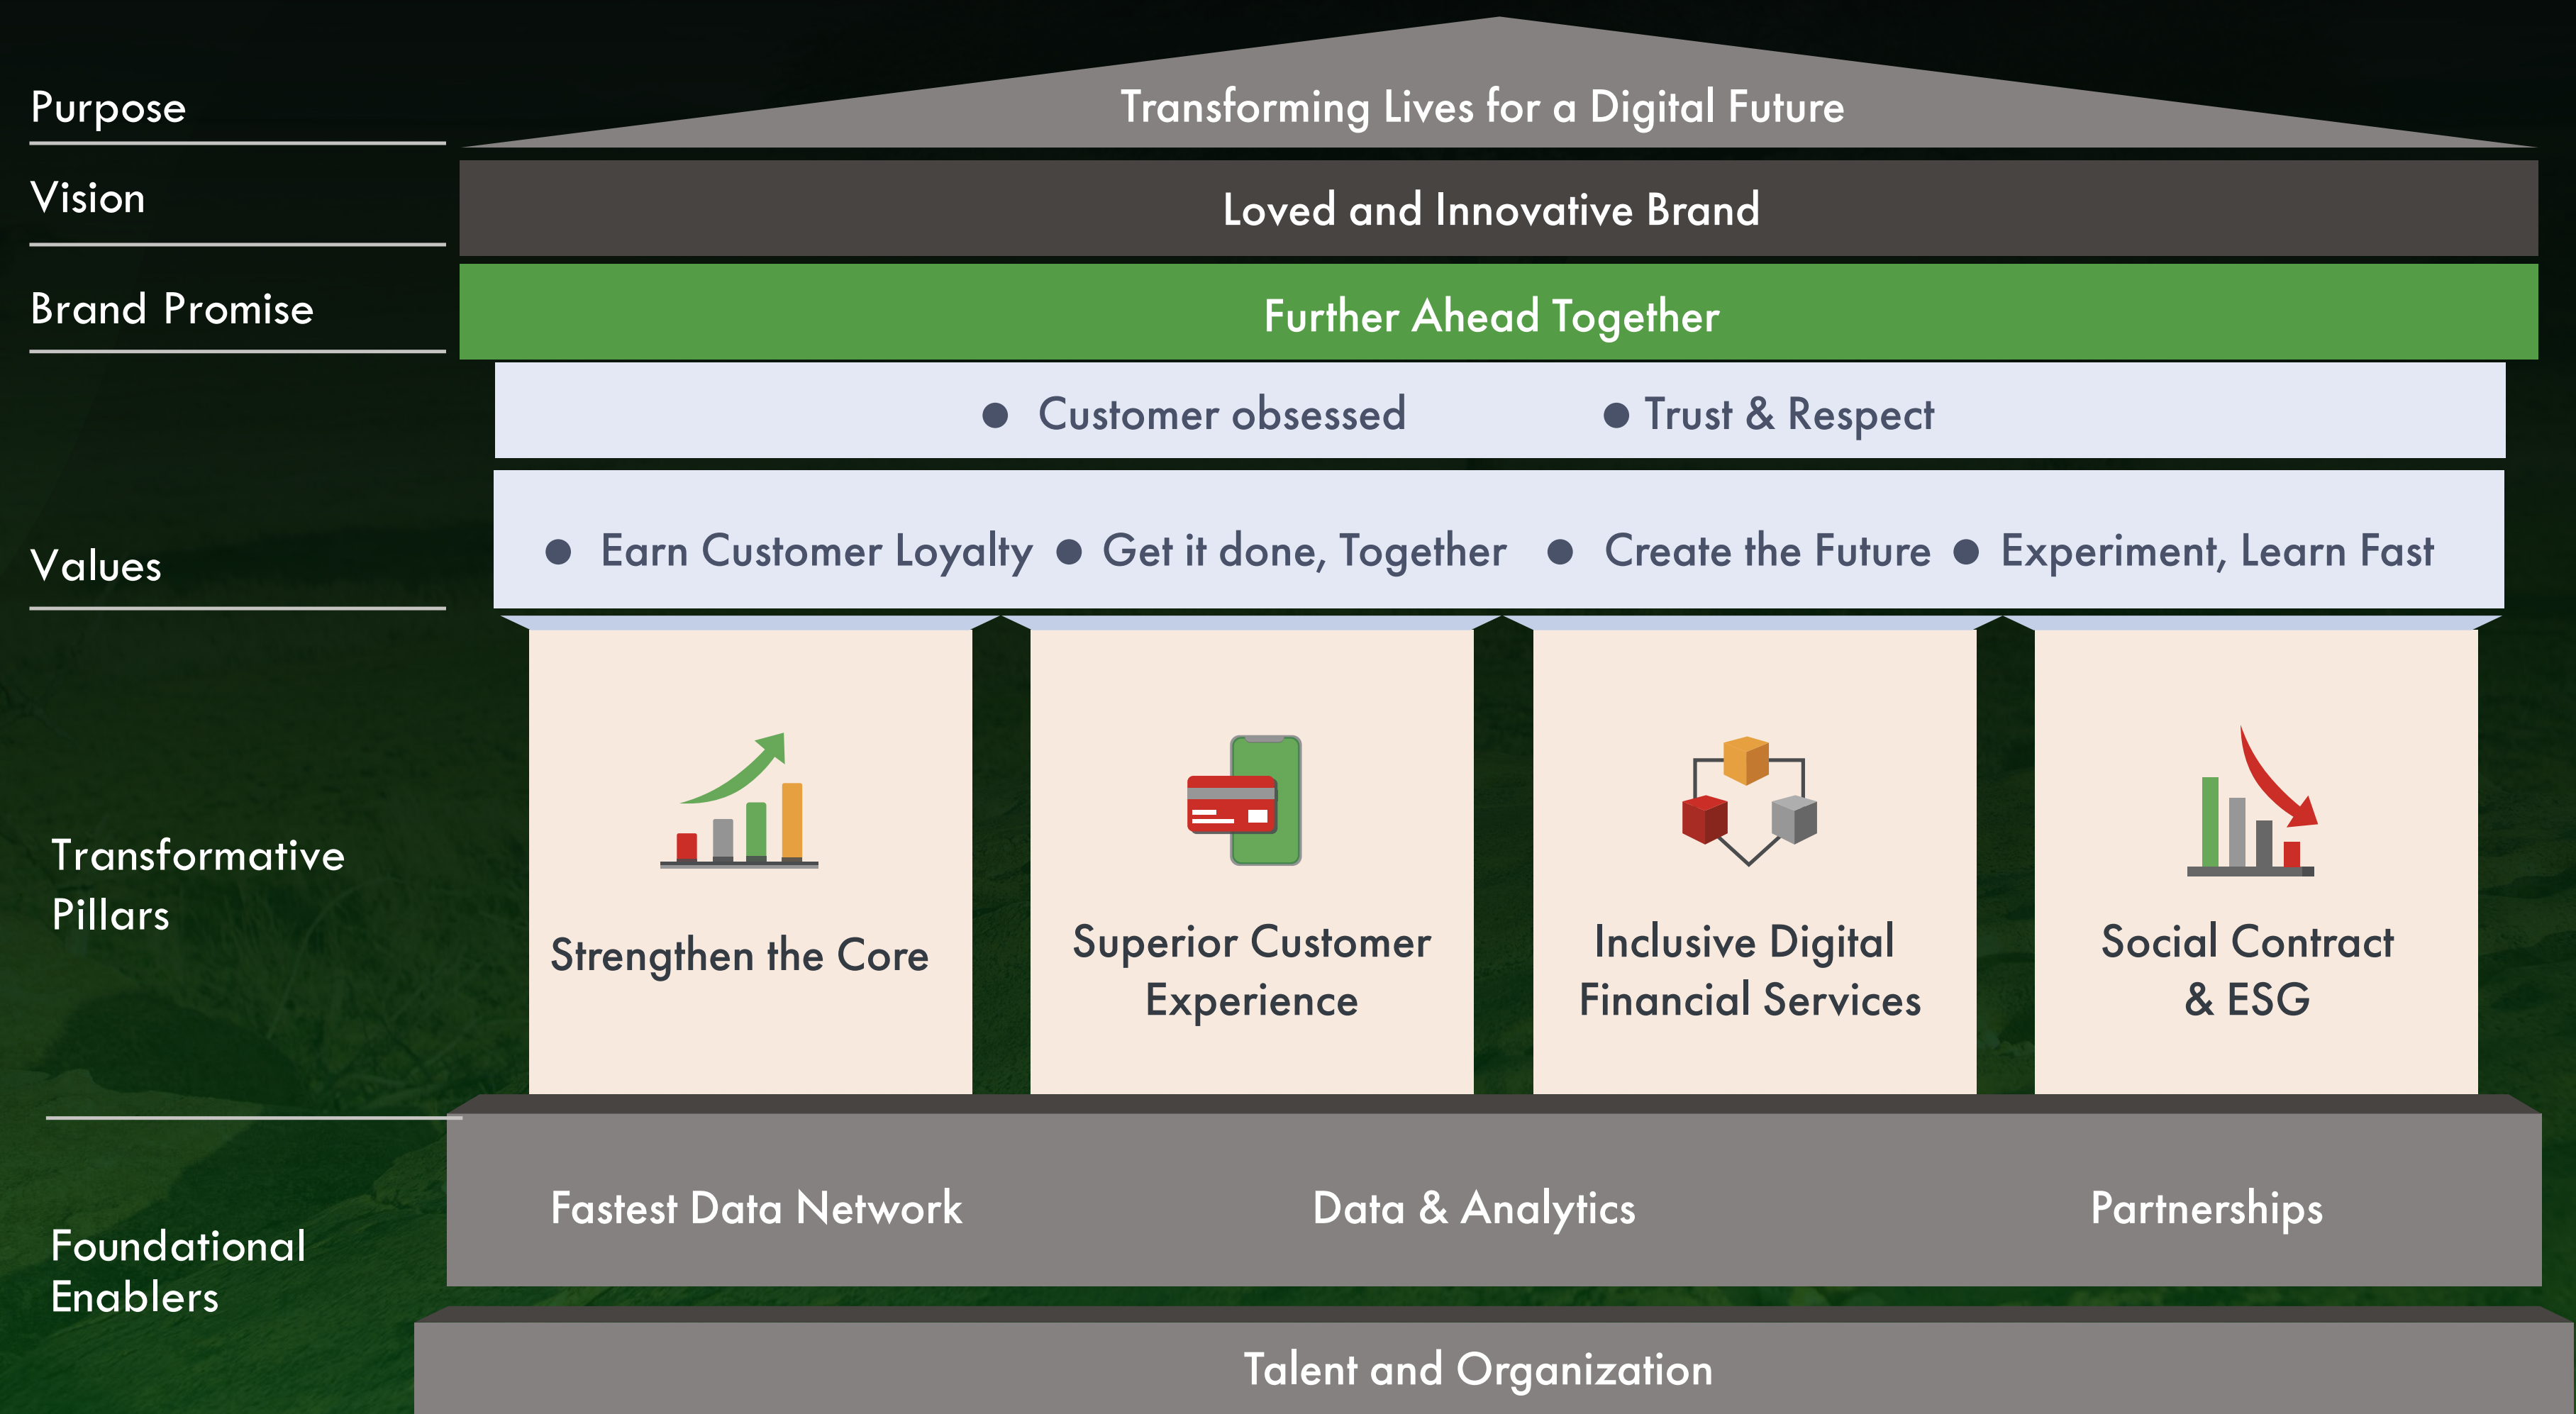 Purpose
Transforming Lives for a Digital Future
Vision
Loved and Innovative Brand
Brand Promise
Further Ahead Together
● Customer obsessed ● Trust & Respect
Values
● Earn Customer Loyalty ● Get it done, Together ● Create the Future ● Experiment, Learn Fast
Transformative
Pillars
Strengthen the Core
Superior Customer
Experience
Inclusive Digital
Financial Services
Social Contract
& ESG
Foundational
Enablers
Fastest Data Network
Data & Analytics
Partnerships
Talent and Organization